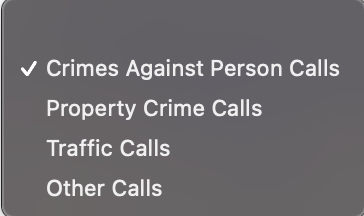 ✓ Crimes Against Person Calls
Property Crime Calls
Traffic Calls
Other Calls